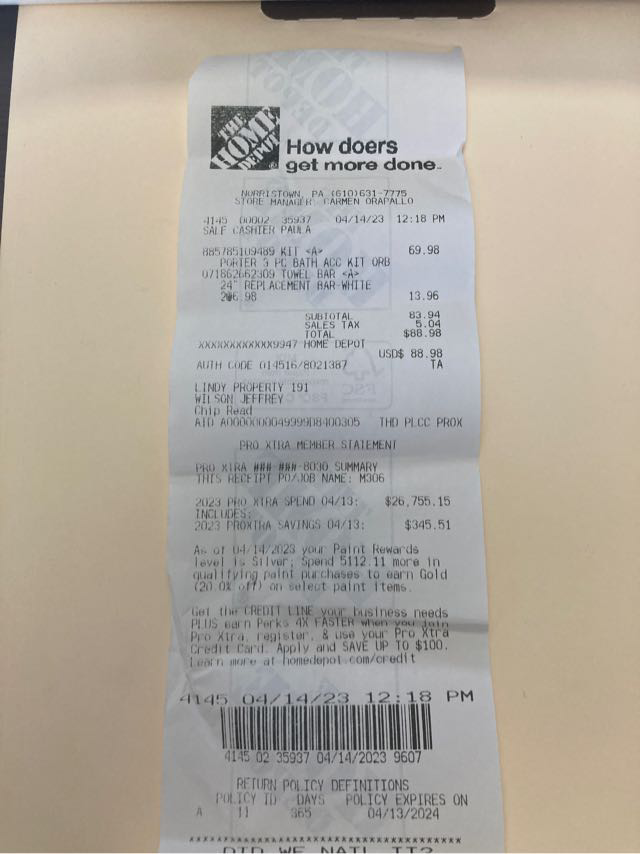 THE
HOME
DEPOT
How doers
get more done.
NORRISTOWN, PA (610)631-7775
STORE MANAGER: CARMEN ORAPALLO
4145 00002 35937 04/14/23 12:18 PM
SALE CASHIER PAULA
885785109489 KIT <A> 69.98
PORTER 3 PC BATH ACC KIT ORB
071862662309 TOWEL BAR <A>
24" REPLACEMENT BAR-WHITE
2@6.98 13.96
SUBTOTAL 83.94
SALES TAX 5.04
TOTAL $88.98
XXXXXXXXXXXX9947 HOME DEPOT
USD$ 88.98
AUTH CODE 014516/8021387 TA
LINDY PROPERTY 191
WILSON JEFFREY
Chip Read
AID A0000000049999D8400305 THD PLCC PROX
PRO XTRA MEMBER STATEMENT
PRO XTRA ###-###-8030 SUMMARY
THIS RECEIPT PO/JOB NAME: M306
2023 PRO XTRA SPEND 04/13: $26,755.15
INCLUDES:
2023 PROXTRA SAVINGS 04/13: $345.51
As of 04/14/2023 your Paint Rewards
level is Silver; Spend 5112.11 more in
qualifying paint purchases to earn Gold
(20.0% off) on select paint items.
Get the CREDIT LINE your business needs
PLUS earn Perks 4X FASTER when you join
Pro Xtra, register, & use your Pro Xtra
Credit Card. Apply and SAVE UP TO $100.
Learn more at homedepot.com/credit
4145 04/14/23 12:18 PM
4145 02 35937 04/14/2023 9607
RETURN POLICY DEFINITIONS
POLICY ID DAYS POLICY EXPIRES ON
A 11 365 04/13/2024
DID WE NAIL IT?